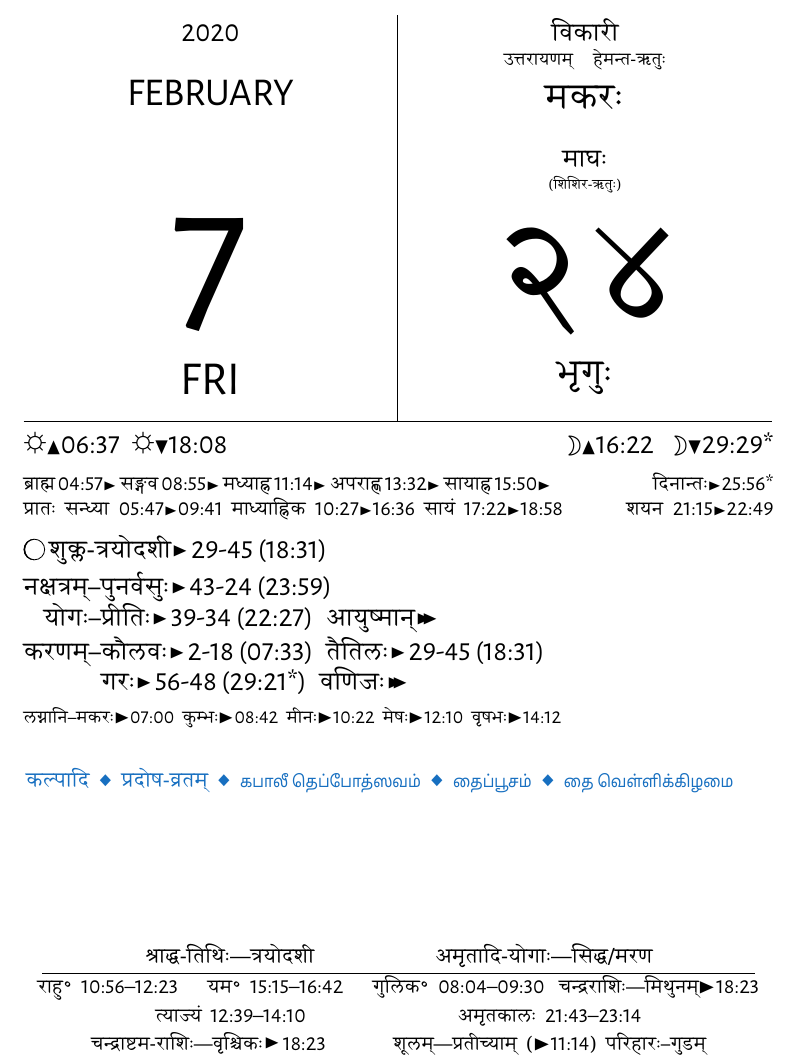 2020
FEBRUARY
7
FRI
विकारी
उत्तरायणम् हेमन्त-ऋतुः
मकरः
माघः
(शिशिर-ऋतुः)
२४
भृगुः
☼▲06:37 ☼▼18:08 ☽▲16:22 ☽▼29:29*
ब्राह्म 04:57► सङ्गव 08:55► मध्याह्न 11:14► अपराह्ण 13:32► सायाह्न 15:50► दिनान्तः►25:56*
प्रातः सन्ध्या 05:47►09:41 माध्याह्निक 10:27►16:36 सायं 17:22►18:58 शयन 21:15►22:49
○शुक्ल-त्रयोदशी►29-45 (18:31)
नक्षत्रम्–पुनर्वसुः►43-24 (23:59)
योगः–प्रीतिः►39-34 (22:27) आयुष्मान्►►
करणम्–कौलवः►2-18 (07:33) तैतिलः►29-45 (18:31)
गरः►56-48 (29:21*) वणिजः►►
लग्नानि–मकरः►07:00 कुम्भः►08:42 मीनः►10:22 मेषः►12:10 वृषभः►14:12
कल्पादि ◆ प्रदोष-व्रतम् ◆ கபாலீ தெப்போத்ஸவம் ◆ தைப்பூசம் ◆ தை வெள்ளிக்கிழமை
श्राद्ध-तिथिः—त्रयोदशी अमृतादि-योगाः—सिद्ध/मरण
राहु॰ 10:56–12:23 यम॰ 15:15–16:42 गुलिक॰ 08:04–09:30 चन्द्रराशिः—मिथुनम्►18:23
त्याज्यं 12:39–14:10 अमृतकालः 21:43–23:14
चन्द्राष्टम-राशिः—वृश्चिकः►18:23 शूलम्—प्रतीच्याम् (►11:14) परिहारः–गुडम्